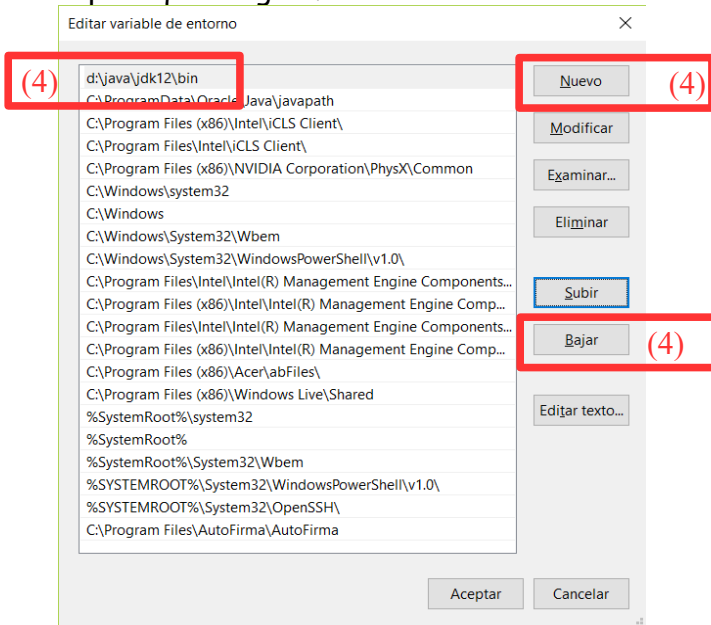 Editar variable de entorno
(4)
d:\java\jdk12\bin
Nuevo
(4)
C:\ProgramData\Oracle\Java\javapath
C:\Program Files (x86)\Intel\iCLS Client\
Modificar
C:\Program Files\Intel\iCLS Client\
C:\Program Files (x86)\NVIDIA Corporation\PhysX\Common
Examinar...
C:\Windows\system32
C:\Windows
Eliminar
C:\Windows\System32\Wbem
C:\Windows\System32\WindowsPowerShell\v1.0\
C:\Program Files\Intel\Intel(R) Management Engine Components...
Subir
C:\Program Files (x86)\Intel\Intel(R) Management Engine Comp...
C:\Program Files\Intel\Intel(R) Management Engine Components...
Bajar
(4)
C:\Program Files (x86)\Intel\Intel(R) Management Engine Comp...
C:\Program Files (x86)\Acer\abFiles\
C:\Program Files (x86)\Windows Live\Shared
Editar texto...
%SystemRoot%\system32
%SystemRoot%
%SystemRoot%\System32\Wbem
%SYSTEMROOT%\System32\WindowsPowerShell\v1.0\
%SYSTEMROOT%\System32\OpenSSH\
C:\Program Files\AutoFirma\AutoFirma
Aceptar
Cancelar